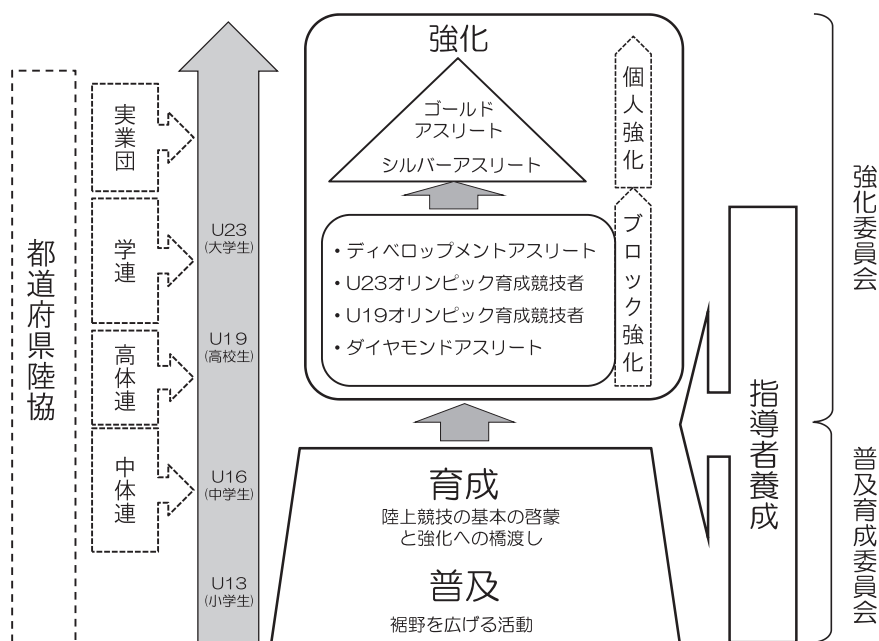 都道府県陸協
実業団
学連
高体連
中体連
U23
(大学生)
U19
(高校生)
U16
(中学生)
U13
(小学生)
強化
ゴールド
アスリート
シルバーアスリート
・ディベロップメントアスリート
・U23オリンピック育成競技者
・U19オリンピック育成競技者
・ダイヤモンドアスリート
個人強化
ブロック強化
育成
陸上競技の基本の啓蒙
と強化への橋渡し
普及
裾野を広げる活動
指導者養成
強化委員会
普及育成委員会